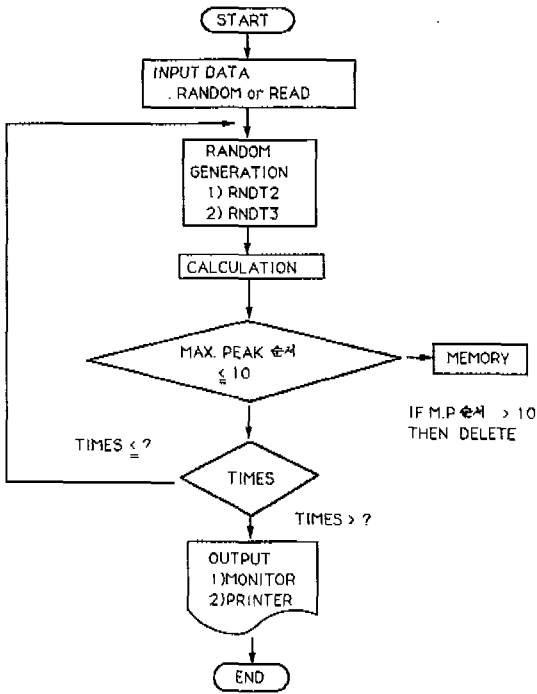 START
INPUT DATA
. RANDOM or READ
RANDOM
GENERATION
1) RNDT2
2) RNDT3
CALCULATION
MAX. PEAK 순서
≦ 10
MEMORY
IF M.P 순서 > 10
THEN DELETE
TIMES ≦ ?
TIMES
TIMES > ?
OUTPUT
1)MONITOR
2)PRINTER
END